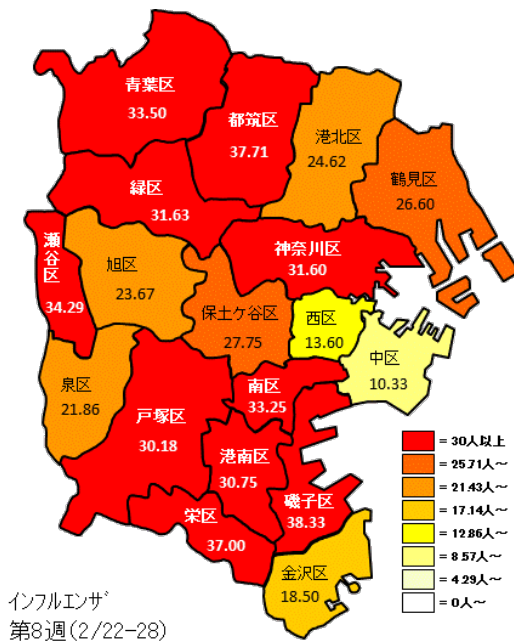 青葉区
33.50
都筑区
37.71
港北区
24.62
鶴見区
26.60
緑区
31.63
神奈川区
31.60
瀬谷区
34.29
旭区
23.67
保土ケ谷区
27.75
西区
13.60
中区
10.33
泉区
21.86
戸塚区
30.18
南区
33.25
港南区
30.75
磯子区
38.33
栄区
37.00
金沢区
18.50
=30人以上
=25.71人~
=21.43人~
=17.14人~
=12.86人~
=8.57人~
=4.29人~
=0人~
インフルエンザ
第8週(2/22-28)